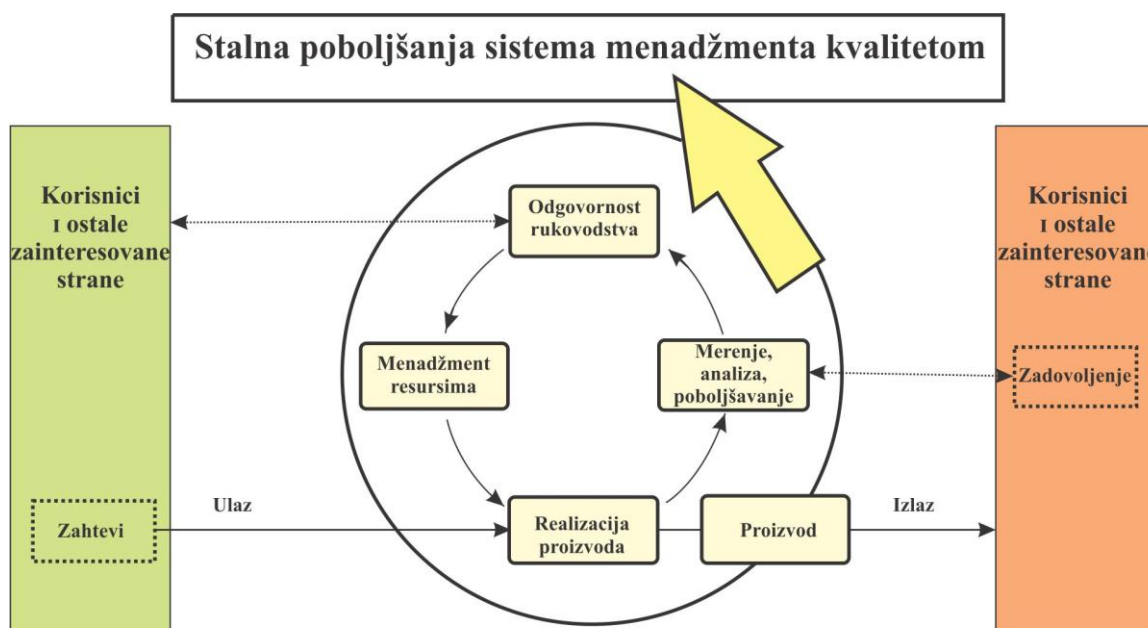 Stalna poboljšanja sistema menadžmenta kvalitetom
Korisnici
I ostale
zainteresovane
strane
Odgovornost
rukovodstva
Menadžment
resursima
Merenje,
analiza,
poboljšavanje
Korisnici
I ostale
zainteresovane
strane
Zadovoljenje
Zahtevi
Ulaz
Realizacija
proizvoda
Proizvod
Izlaz